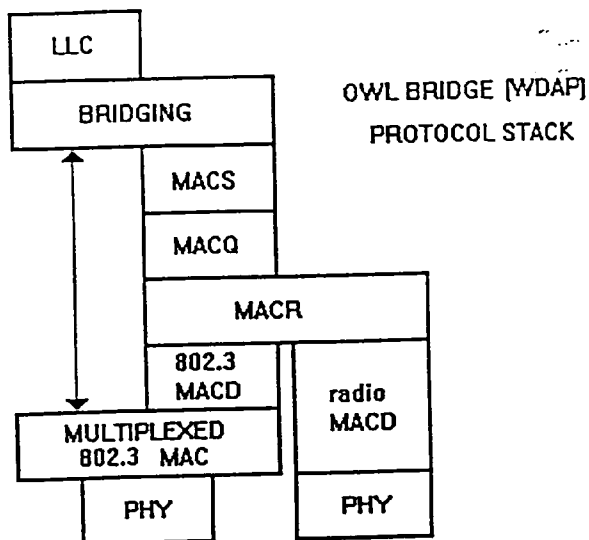 LLC
OWL BRIDGE [WDAP]
PROTOCOL STACK
BRIDGING
MACS
MACQ
MACR
802.3
MACD
radio
MACD
MULTIPLEXED
802.3 MAC
PHY
PHY